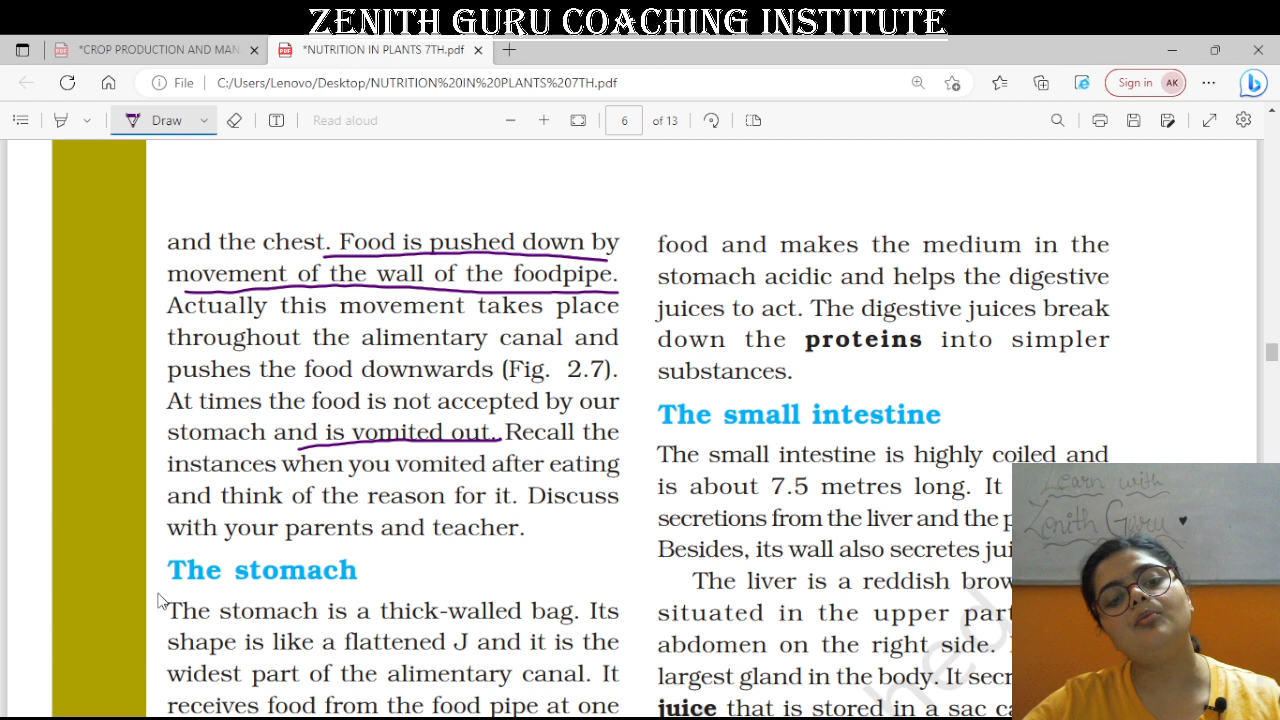 ZENITH GURU COACHING INSTITUTE
*CROP PRODUCTION AND MAN
*NUTRITION IN PLANTS 7TH.pdf
File
C:/Users/Lenovo/Desktop/NUTRITION%20IN%20PLANTS%207TH.pdf
Sign in AK
Draw
Read aloud
6 of 13
and the chest. Food is pushed down by
movement of the wall of the foodpipe.
Actually this movement takes place
throughout the alimentary canal and
pushes the food downwards (Fig. 2.7).
At times the food is not accepted by our
stomach and is vomited out. Recall the
instances when you vomited after eating
and think of the reason for it. Discuss
with your parents and teacher.
The stomach
The stomach is a thick-walled bag. Its
shape is like a flattened J and it is the
widest part of the alimentary canal. It
receives food from the food pipe at one
food and makes the medium in the
stomach acidic and helps the digestive
juices to act. The digestive juices break
down the proteins into simpler
substances.
The small intestine
The small intestine is highly coiled and
is about 7.5 metres long. It
secretions from the liver and the p
Besides, its wall also secretes jui
The liver is a reddish brow
situated in the upper part
abdomen on the right side.
largest gland in the body. It secr
juice that is stored in a sac ca
hed
Learn with
Zenith Guru